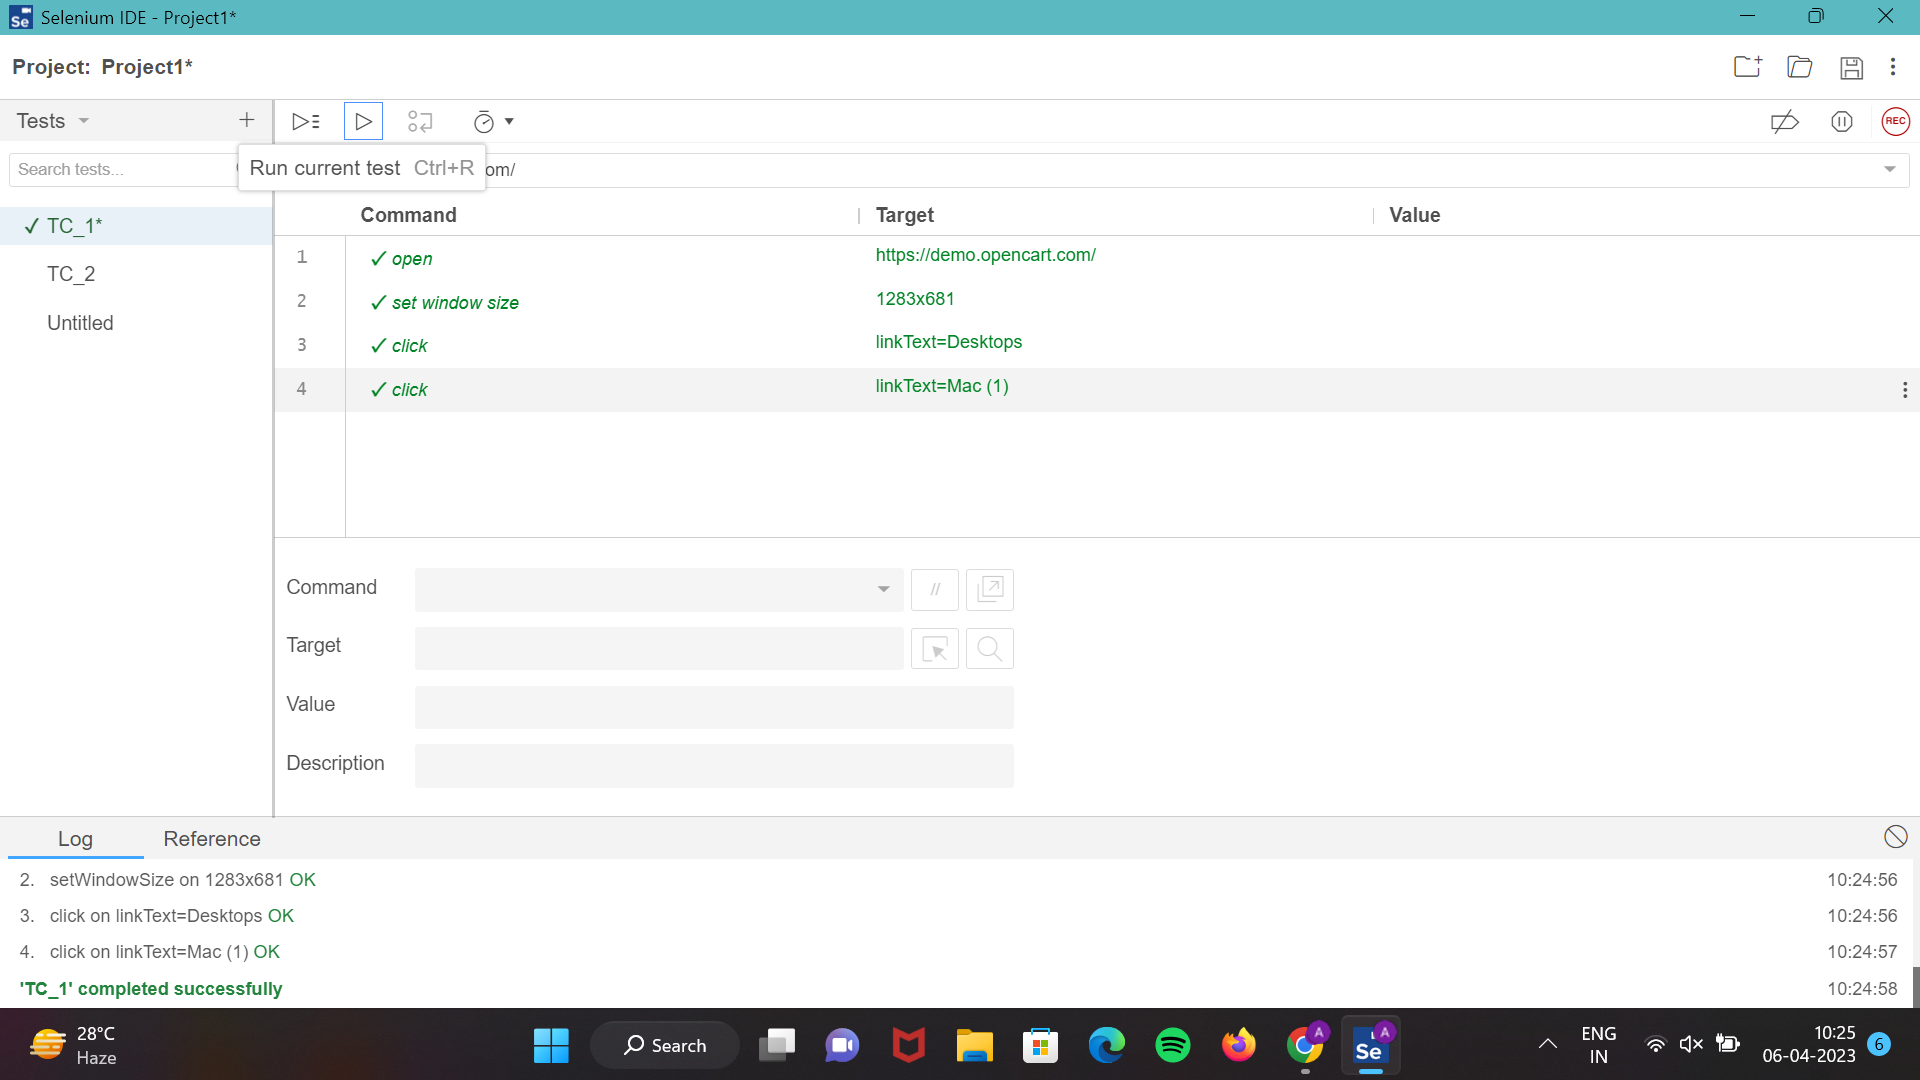 Se Selenium IDE - Project1*
Project: Project1*
Tests
REC
Search tests...
Run current test Ctrl+R
om/
Command Target Value
✓ TC_1*
TC_2
Untitled
1 ✓ open https://demo.opencart.com/
2 ✓ set window size 1283x681
3 ✓ click linkText=Desktops
4 ✓ click linkText=Mac (1)
Command //
Target
Value
Description
Log Reference
2. setWindowSize on 1283x681 OK 10:24:56
3. click on linkText=Desktops OK 10:24:56
4. click on linkText=Mac (1) OK 10:24:57
'TC_1' completed successfully 10:24:58
28°C
Haze
Search
A
Se A
ENG
IN
10:25
06-04-2023
6